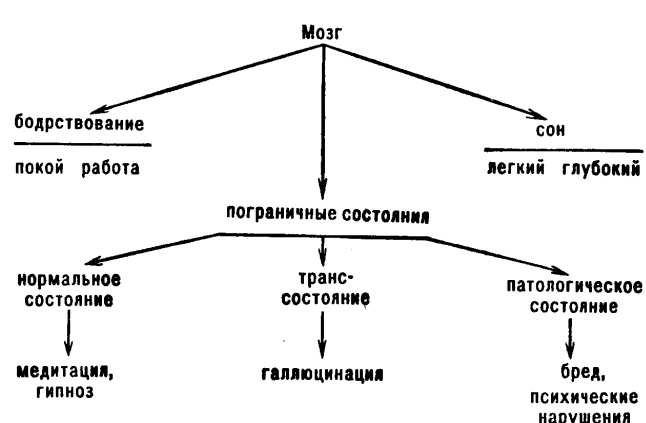 Мозг
бодрствование
покой работа
сон
легкий глубокий
пограничные состояния
нормальное
состояние
транс-
состояние
патологическое
состояние
медитация,
гипноз
галлюцинация
бред,
психические
нарушения